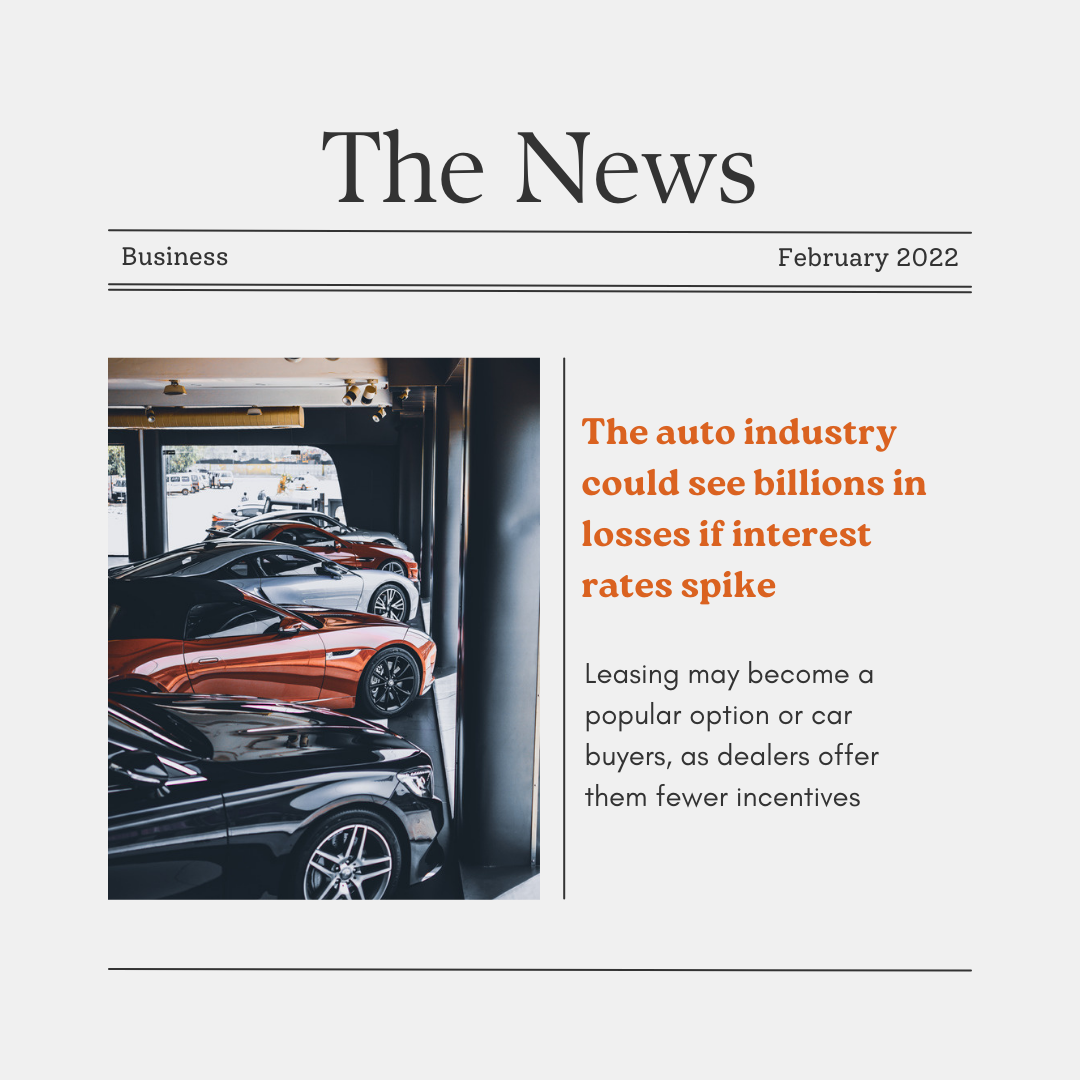 The News
Business
February 2022
The auto industry
could see billions in
losses if interest
rates spike
Leasing may become a
popular option or car
buyers, as dealers offer
them fewer incentives